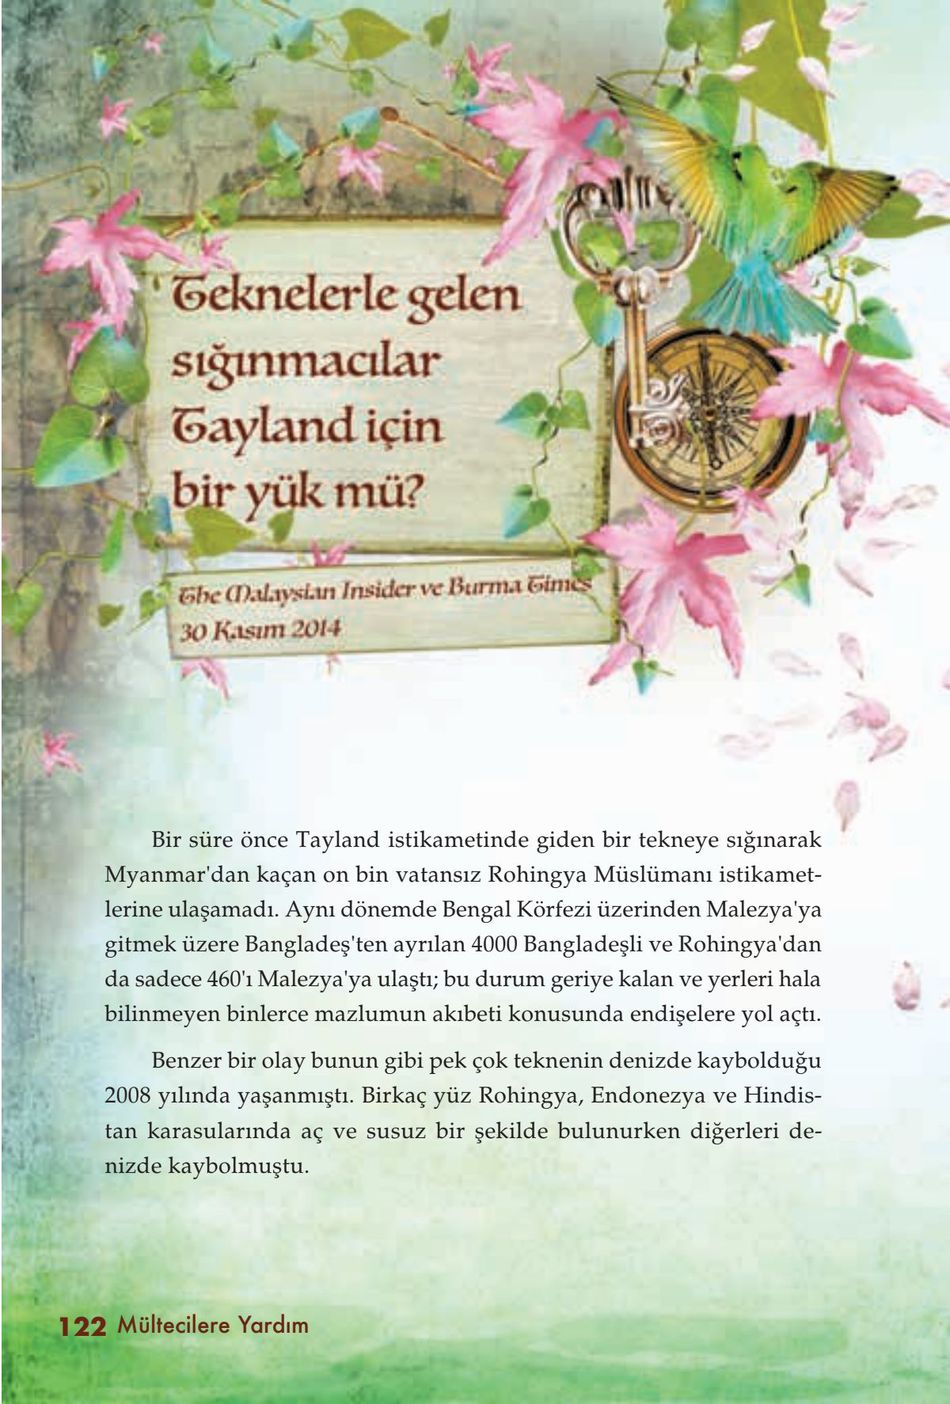 Teknelerle gelen
sığınmacılar
Tayland için
bir yük mü?
The Malaysian Insider ve Burma Times
30 Kasım 2014
Bir süre önce Tayland istikametinde giden bir tekneye sığınarak
Myanmar'dan kaçan on bin vatansız Rohingya Müslümanı istikamet-
lerine ulaşamadı. Aynı dönemde Bengal Körfezi üzerinden Malezya'ya
gitmek üzere Bangladeş'ten ayrılan 4000 Bangladeşli ve Rohingya'dan
da sadece 460'ı Malezya'ya ulaştı; bu durum geriye kalan ve yerleri hala
bilinmeyen binlerce mazlumun akıbeti konusunda endişelere yol açtı.
Benzer bir olay bunun gibi pek çok teknenin denizde kaybolduğu
2008 yılında yaşanmıştı. Birkaç yüz Rohingya, Endonezya ve Hindis-
tan karasularında aç ve susuz bir şekilde bulunurken diğerleri de-
nizde kaybolmuştu.
122 Mültecilere Yardım